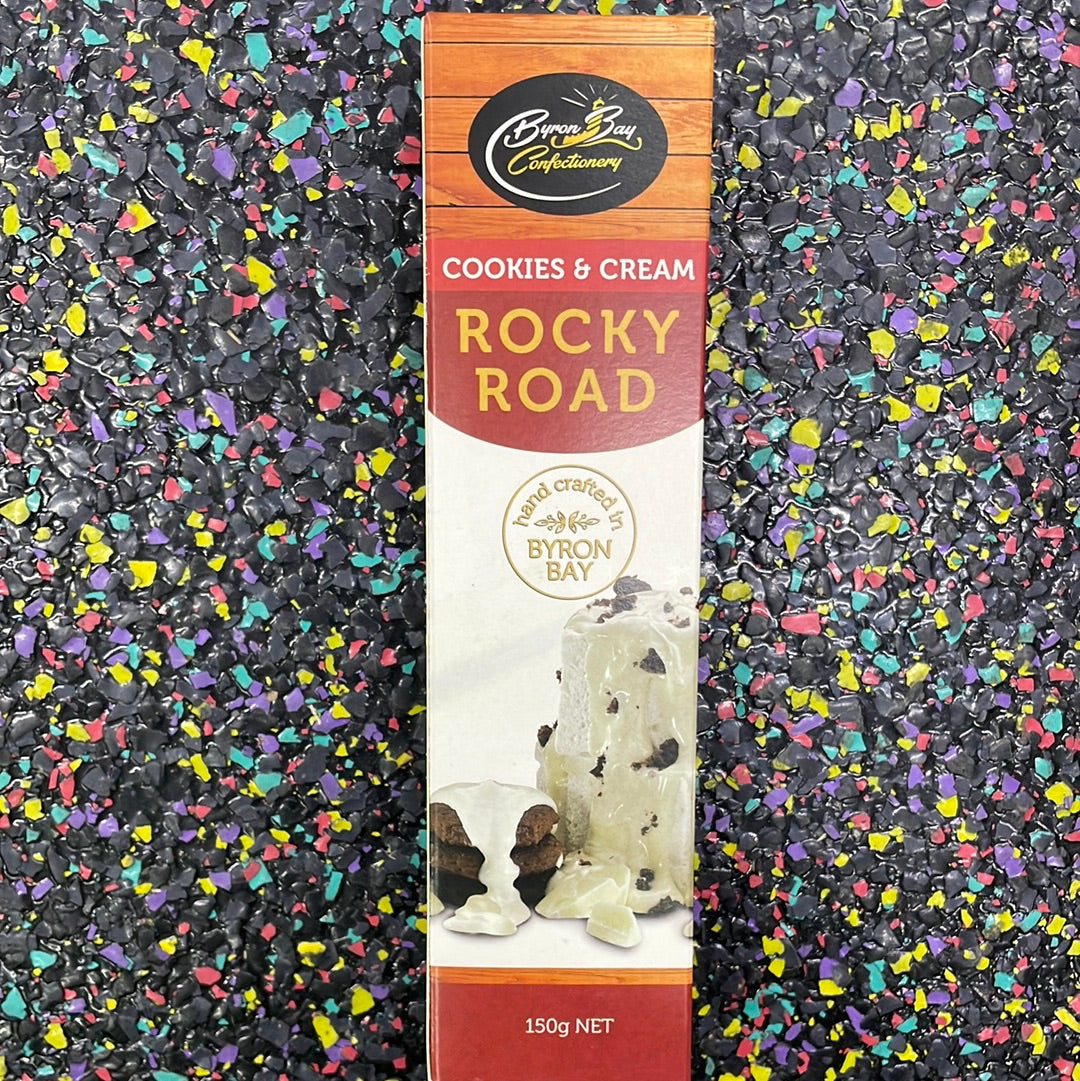 Byron Bay
Confectionery
COOKIES & CREAM
ROCKY
ROAD
hand crafted in
BYRON
BAY
150g NET